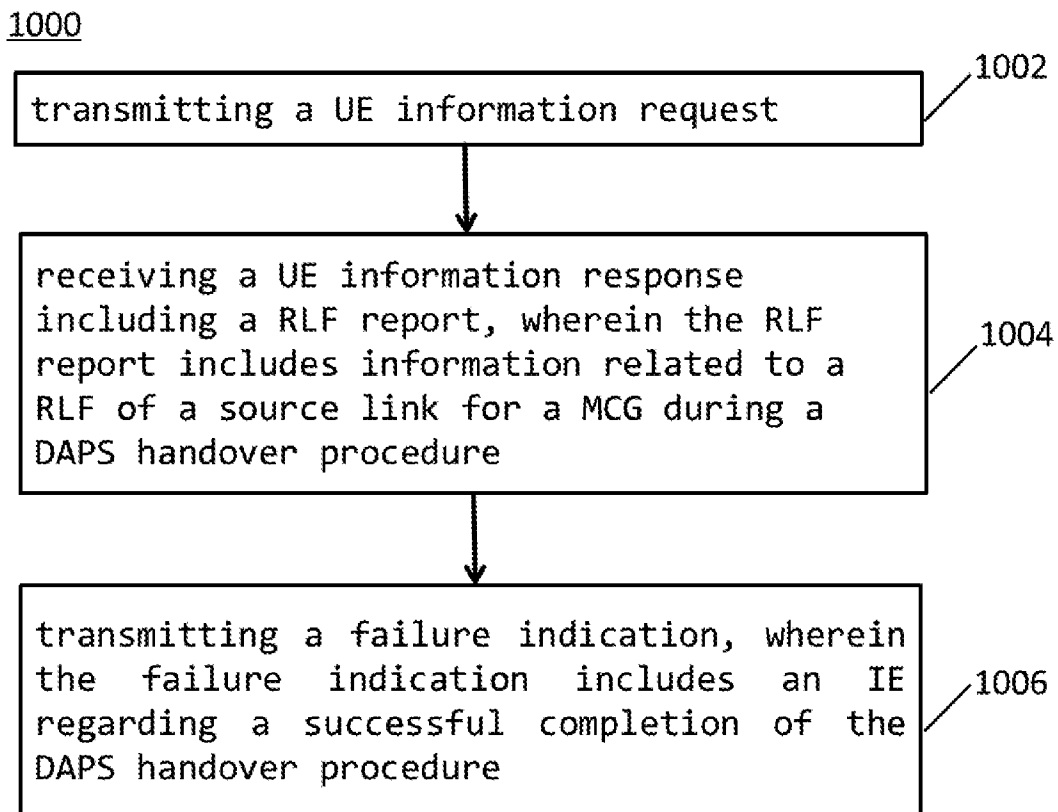 1000
1002
transmitting a UE information request
receiving a UE information response
including a RLF report, wherein the RLF
report includes information related to a
RLF of a source link for a MCG during a
DAPS handover procedure
1004
transmitting a failure indication, wherein
the failure indication includes an IE
regarding a successful completion of the
DAPS handover procedure
1006